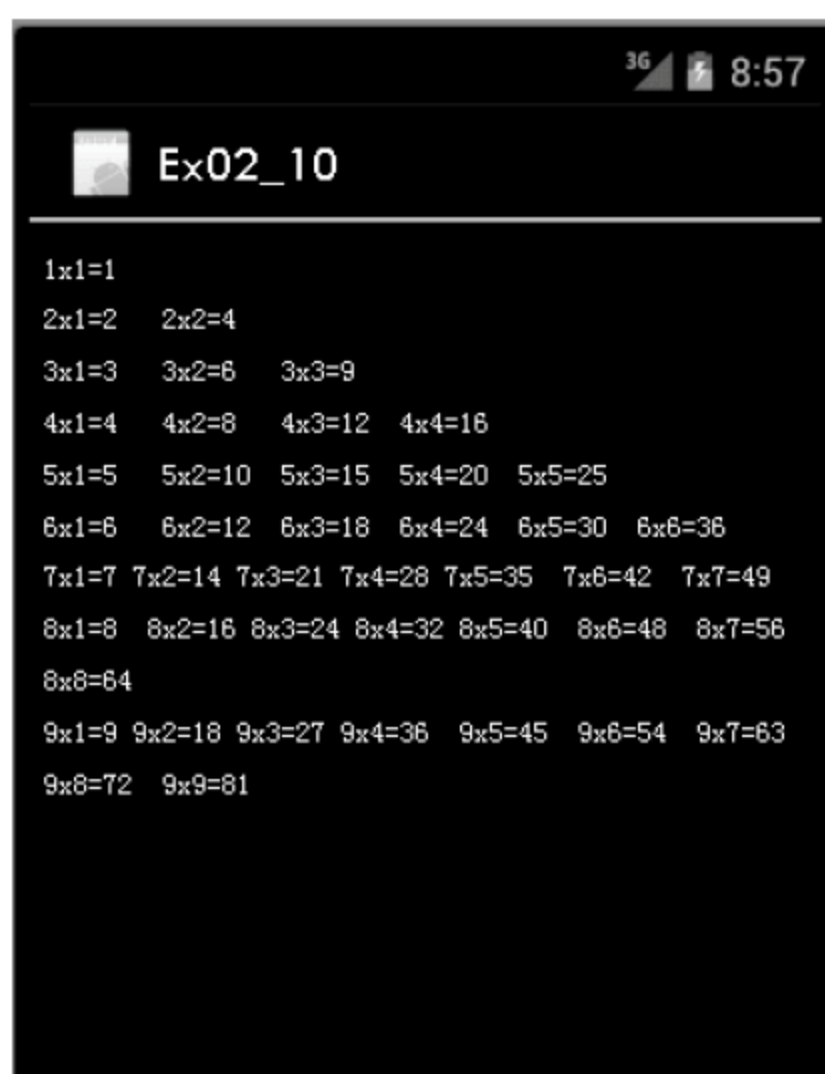 3G 8:57
Ex02_10
1x1=1
2x1=2 2x2=4
3x1=3 3x2=6 3x3=9
4x1=4 4x2=8 4x3=12 4x4=16
5x1=5 5x2=10 5x3=15 5x4=20 5x5=25
6x1=6 6x2=12 6x3=18 6x4=24 6x5=30 6x6=36
7x1=7 7x2=14 7x3=21 7x4=28 7x5=35 7x6=42 7x7=49
8x1=8 8x2=16 8x3=24 8x4=32 8x5=40 8x6=48 8x7=56
8x8=64
9x1=9 9x2=18 9x3=27 9x4=36 9x5=45 9x6=54 9x7=63
9x8=72 9x9=81